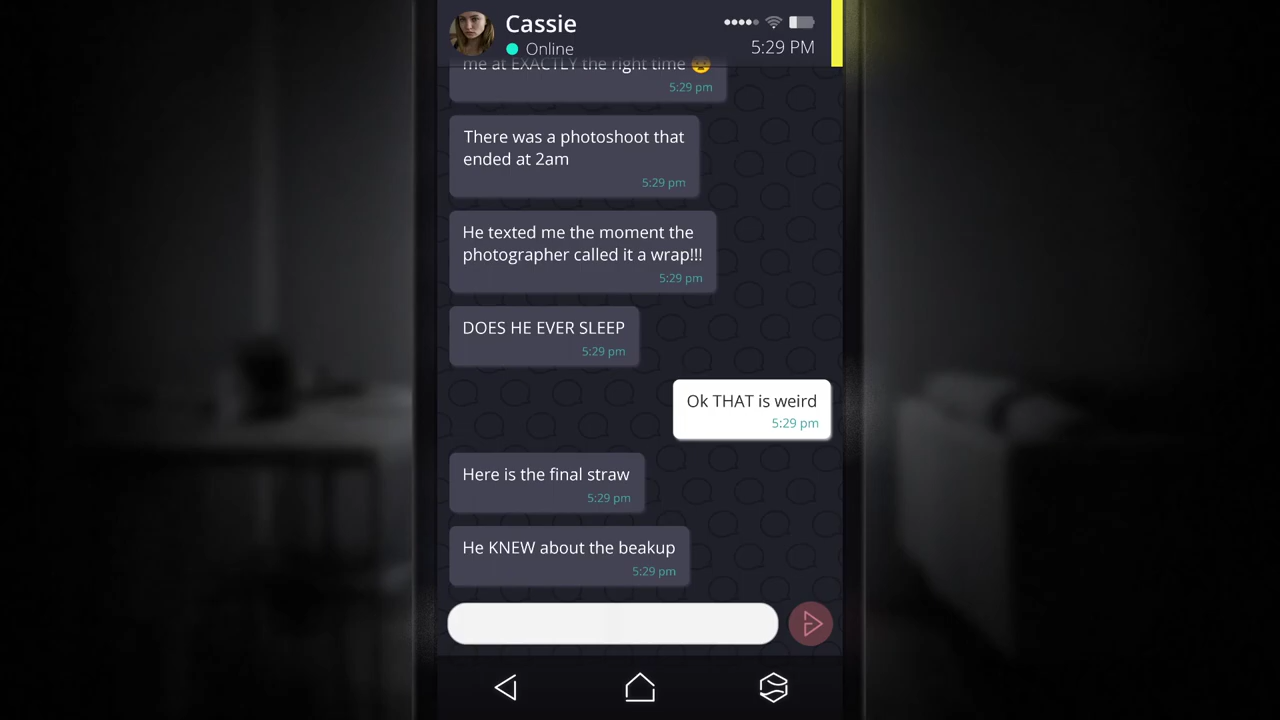 Cassie
Online
5:29 PM
me at EXACTLY the right time
5:29 pm
There was a photoshoot that
ended at 2am
5:29 pm
He texted me the moment the
photographer called it a wrap!!!
5:29 pm
DOES HE EVER SLEEP
5:29 pm
Ok THAT is weird
5:29 pm
Here is the final straw
5:29 pm
He KNEW about the beakup
5:29 pm